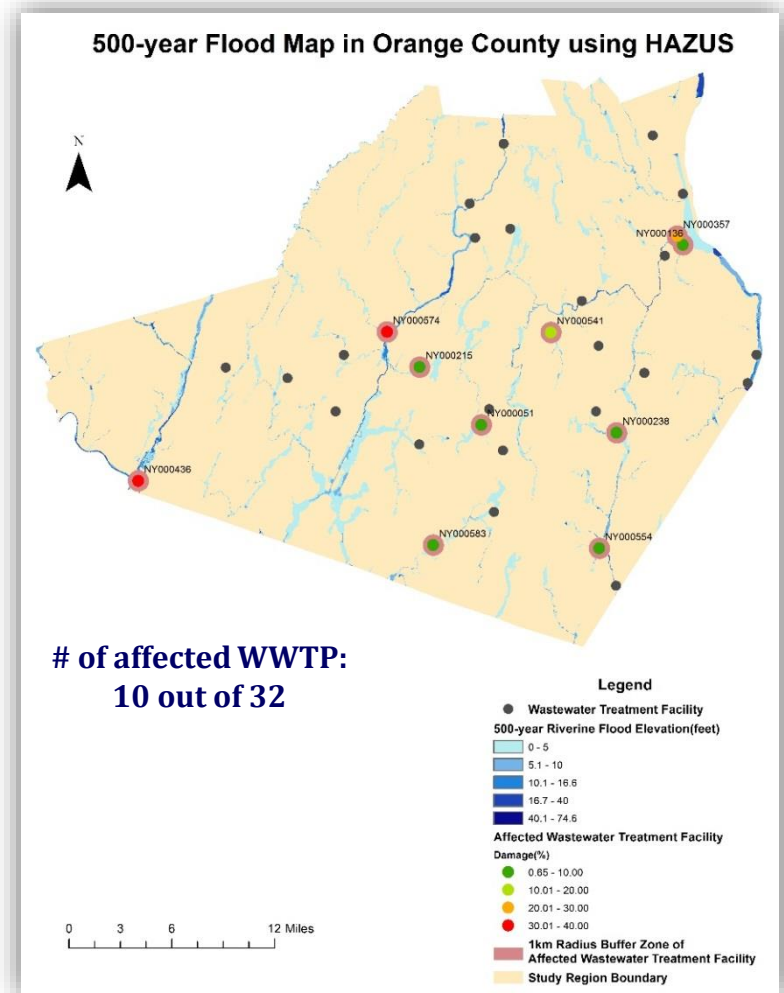 500-year Flood Map in Orange County using HAZUS
N
NY000357
NY000136
NY000574
NY000541
NY000215
NY000051
NY000238
NY000436
NY000583
NY000554
# of affected WWTP:
10 out of 32
Legend
Wastewater Treatment Facility
500-year Riverine Flood Elevation(feet)
0 - 5
5.1 - 10
10.1 - 16.6
16.7 - 40
40.1 - 74.6
Affected Wastewater Treatment Facility
Damage(%)
0.65 - 10.00
10.01 - 20.00
20.01 - 30.00
30.01 - 40.00
1km Radius Buffer Zone of
Affected Wastewater Treatment Facility
Study Region Boundary
0 3 6 12 Miles